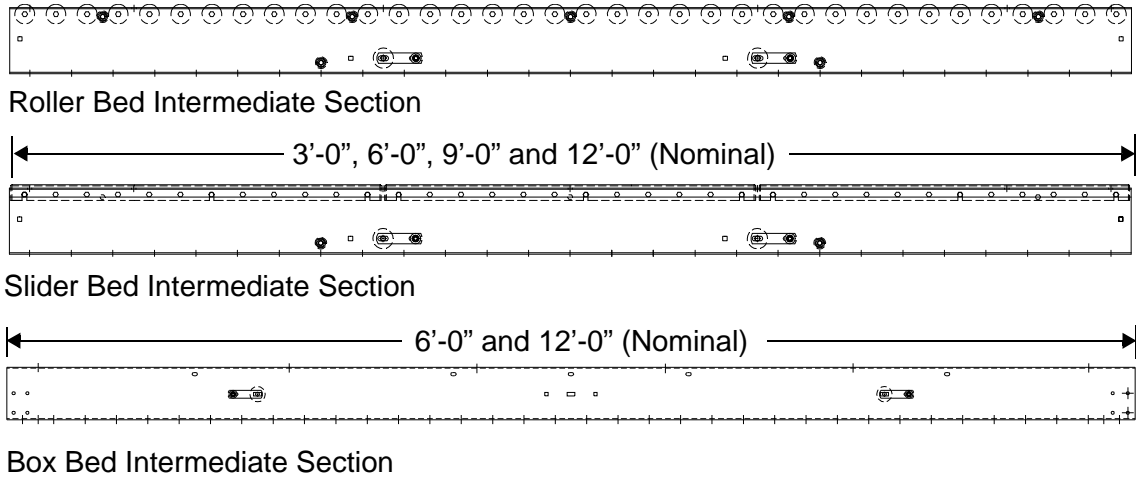 Roller Bed Intermediate Section
3’-0”, 6’-0”, 9’-0” and 12’-0” (Nominal)
Slider Bed Intermediate Section
6’-0” and 12’-0” (Nominal)
Box Bed Intermediate Section